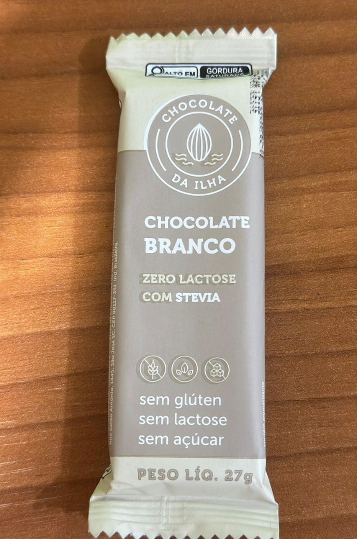 ALTO EM GORDURA
SATURADA
CHOCOLATE
DA ILHA
CHOCOLATE
BRANCO
ZERO LACTOSE
COM STEVIA
sem glúten
sem lactose
sem açúcar
PESO LÍQ. 27g